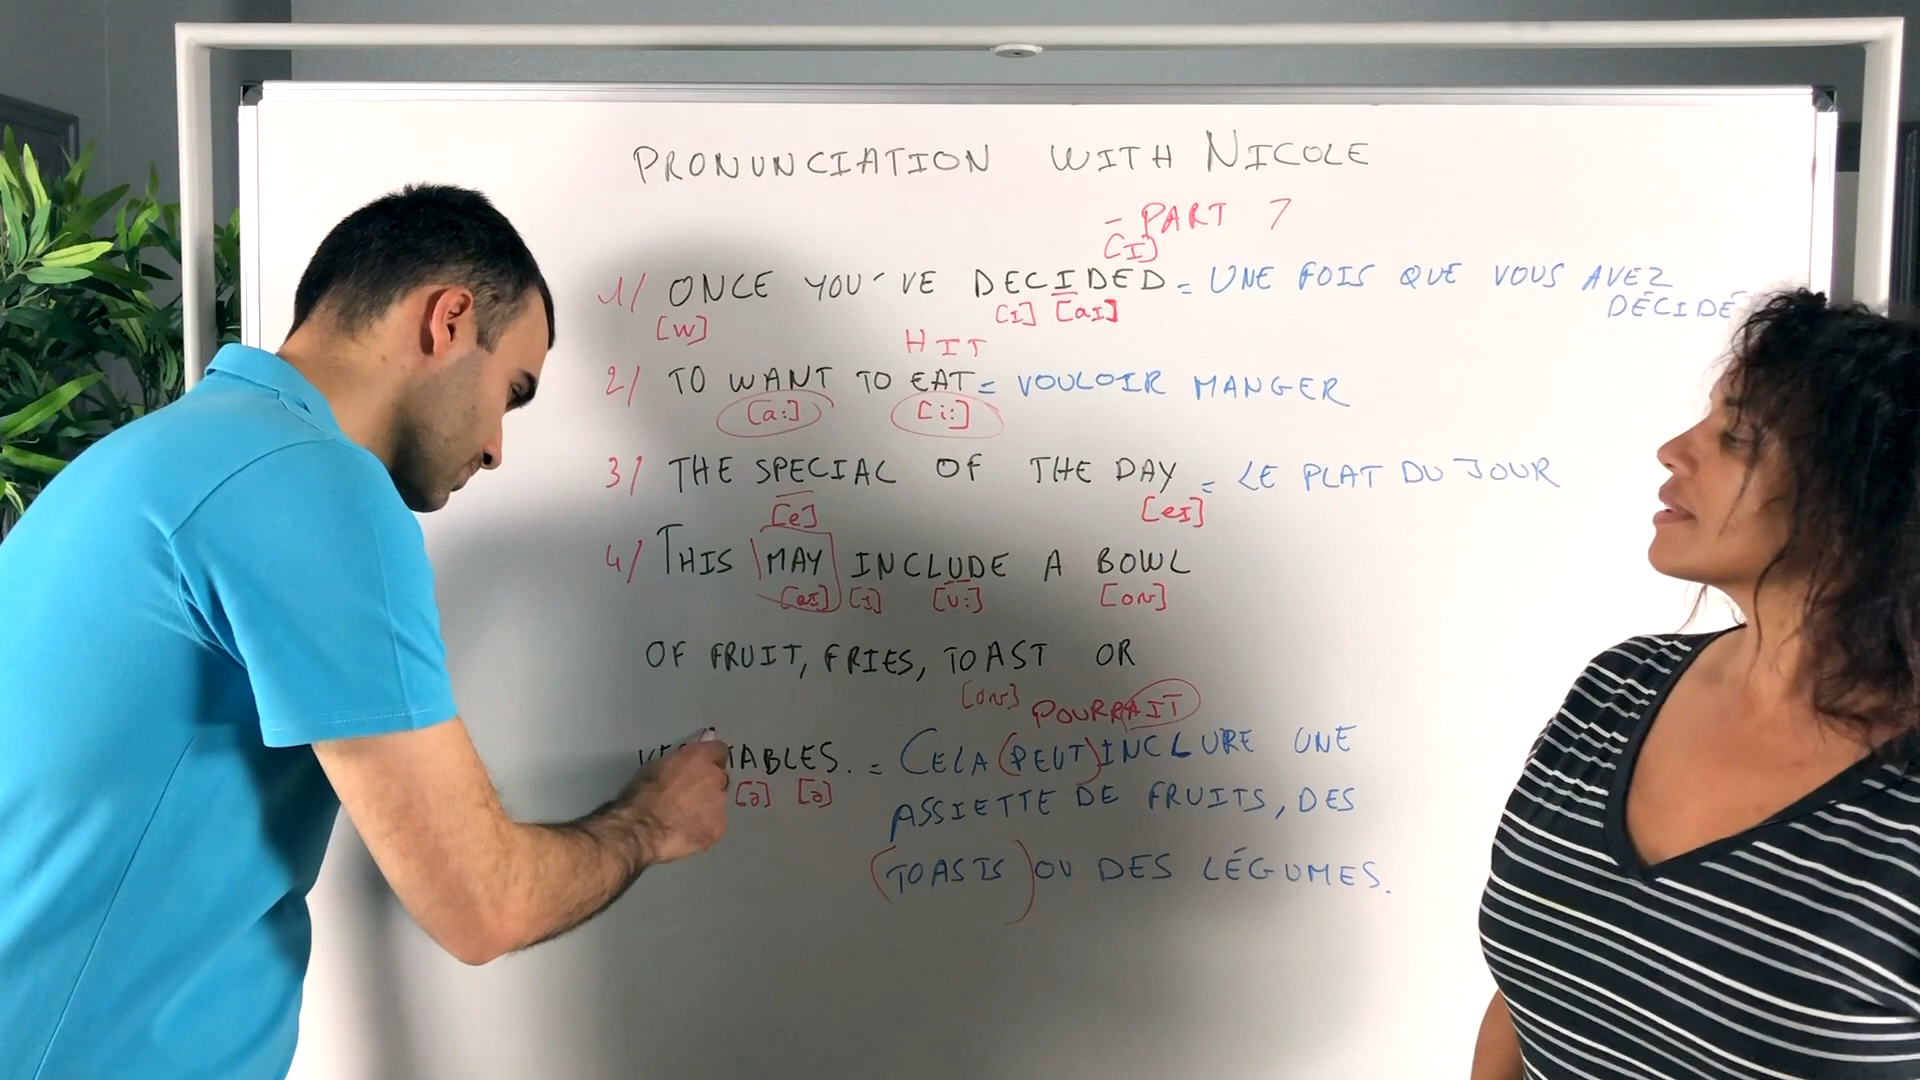 PRONUNCIATION WITH NICOLE
- PART 7
[I]
1/ ONCE YOU'VE DECIDED = UNE FOIS QUE VOUS AVEZ
DÉCIDÉ
[w] [I] [aI]
HIT
2/ TO WANT TO EAT = VOULOIR MANGER
[a:] [i:]
3/ THE SPECIAL OF THE DAY = LE PLAT DU JOUR
[e] [eI]
4/ THIS MAY INCLUDE A BOWL
[I] [u:] [oʊ]
OF FRUIT, FRIES, TOAST OR
[oʊ] POURRAIT
TABLES. = CELA (PEUT) INCLURE UNE
[ə] [ə]
ASSIETTE DE FRUITS, DES
(TOASTS) OU DES LÉGUMES.